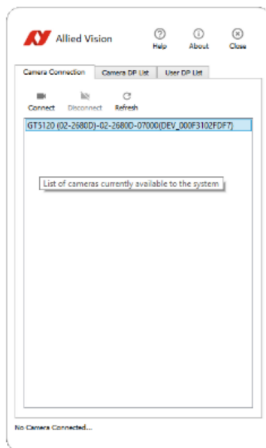 Allied Vision
Help About Close
Camera Connection Camera DP List User DP List
Connect Disconnect Refresh
GT5120 (02-2680D)-02-2680D-07000(DEV_000F3102FDF7)
List of cameras currently available to the system
No Camera Connected...